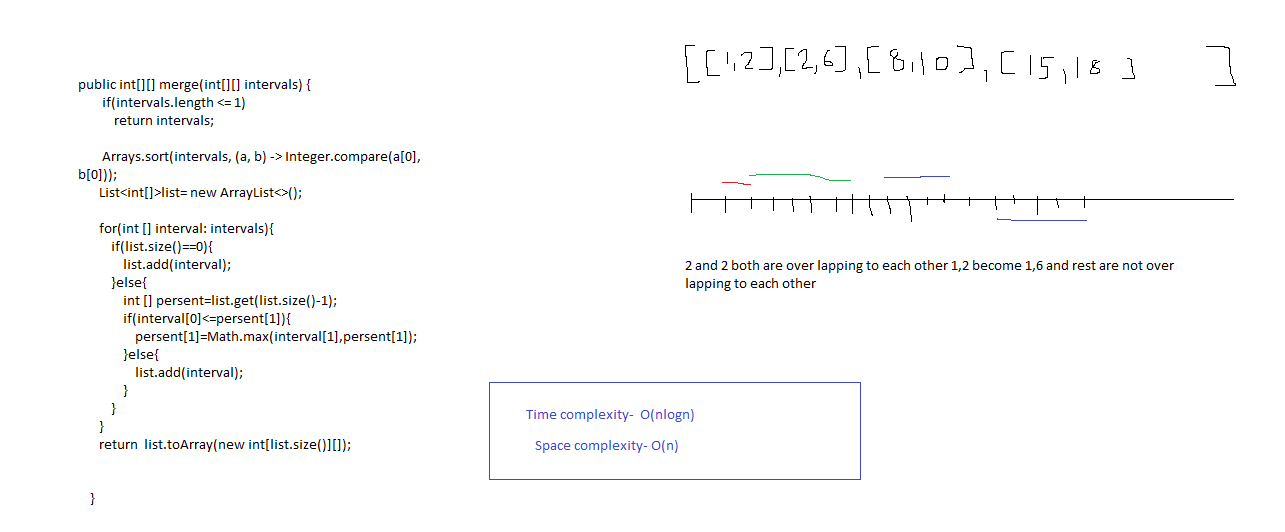 public int[][] merge(int[][] intervals) {
if(intervals.length <= 1)
return intervals;
Arrays.sort(intervals, (a, b) -> Integer.compare(a[0],
b[0]));
List<int[]>list= new ArrayList<>();
for(int [] interval: intervals){
if(list.size()==0){
list.add(interval);
}else{
int [] persent=list.get(list.size()-1);
if(interval[0]<=persent[1]){
persent[1]=Math.max(interval[1],persent[1]);
}else{
list.add(interval);
}
}
}
return list.toArray(new int[list.size()][]);
}
[[1,2],[2,6],[8,10],[15,18]]
2 and 2 both are over lapping to each other 1,2 become 1,6 and rest are not over
lapping to each other
Time complexity- O(nlogn)
Space complexity- O(n)